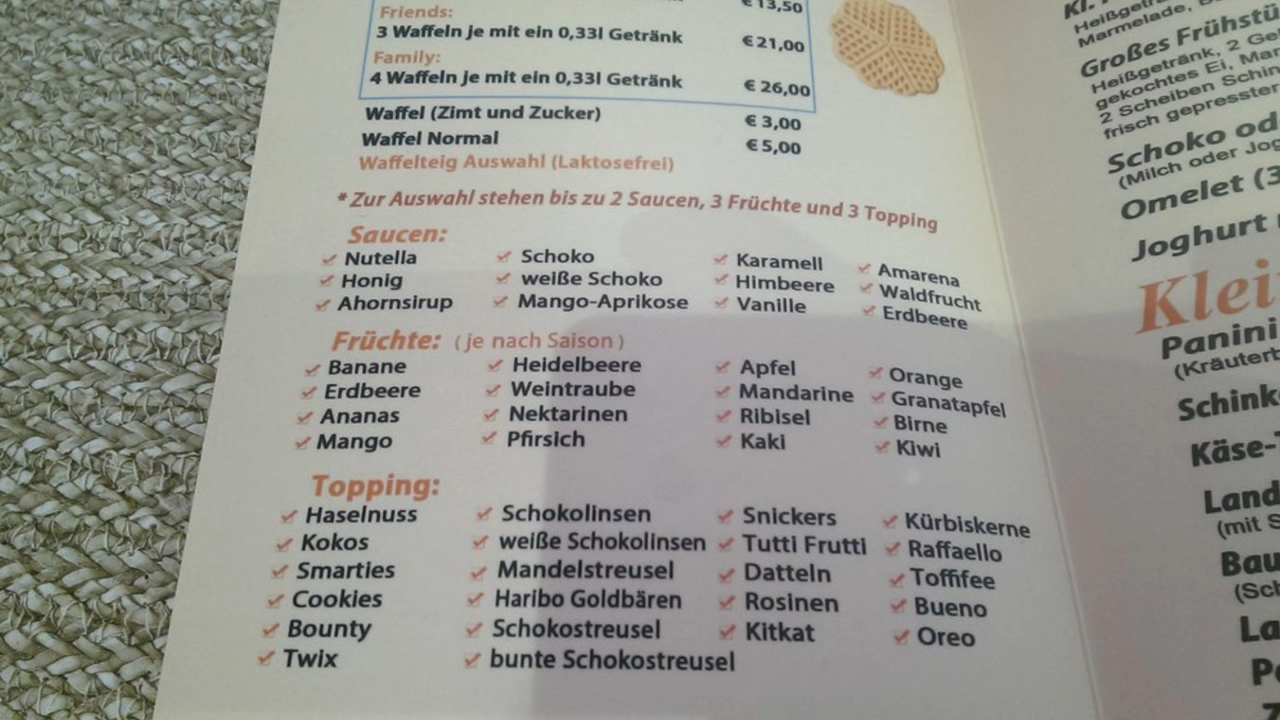 € 13,50
Friends:
3 Waffeln je mit ein 0,33l Getränk € 21,00
Family:
4 Waffeln je mit ein 0,33l Getränk € 26,00
Waffel (Zimt und Zucker) € 3,00
Waffel Normal € 5,00
Waffelteig Auswahl (Laktosefrei)
* Zur Auswahl stehen bis zu 2 Saucen, 3 Früchte und 3 Topping
Saucen:
Nutella Schoko Karamell Amarena
Honig weiße Schoko Himbeere Waldfrucht
Ahornsirup Mango-Aprikose Vanille Erdbeere
Früchte: ( je nach Saison )
Banane Heidelbeere Apfel Orange
Erdbeere Weintraube Mandarine Granatapfel
Ananas Nektarinen Ribisel Birne
Mango Pfirsich Kaki Kiwi
Topping:
Haselnuss Schokolinsen Snickers Kürbiskerne
Kokos weiße Schokolinsen Tutti Frutti Raffaello
Smarties Mandelstreusel Datteln Toffifee
Cookies Haribo Goldbären Rosinen Bueno
Bounty Schokostreusel Kitkat Oreo
Twix bunte Schokostreusel
Kl.
Marmelade,
Großes Frühstü
Heißgetränk, 2 Ge
gekochtes Ei, Mar
2 Scheiben Schin
frisch gepresster
Schoko od
(Milch oder Jog
Omelet (3
Joghurt
Klei
Panini
(Kräuterb
Schink
Käse-
Land
(mit S
Bau
(Sch
La